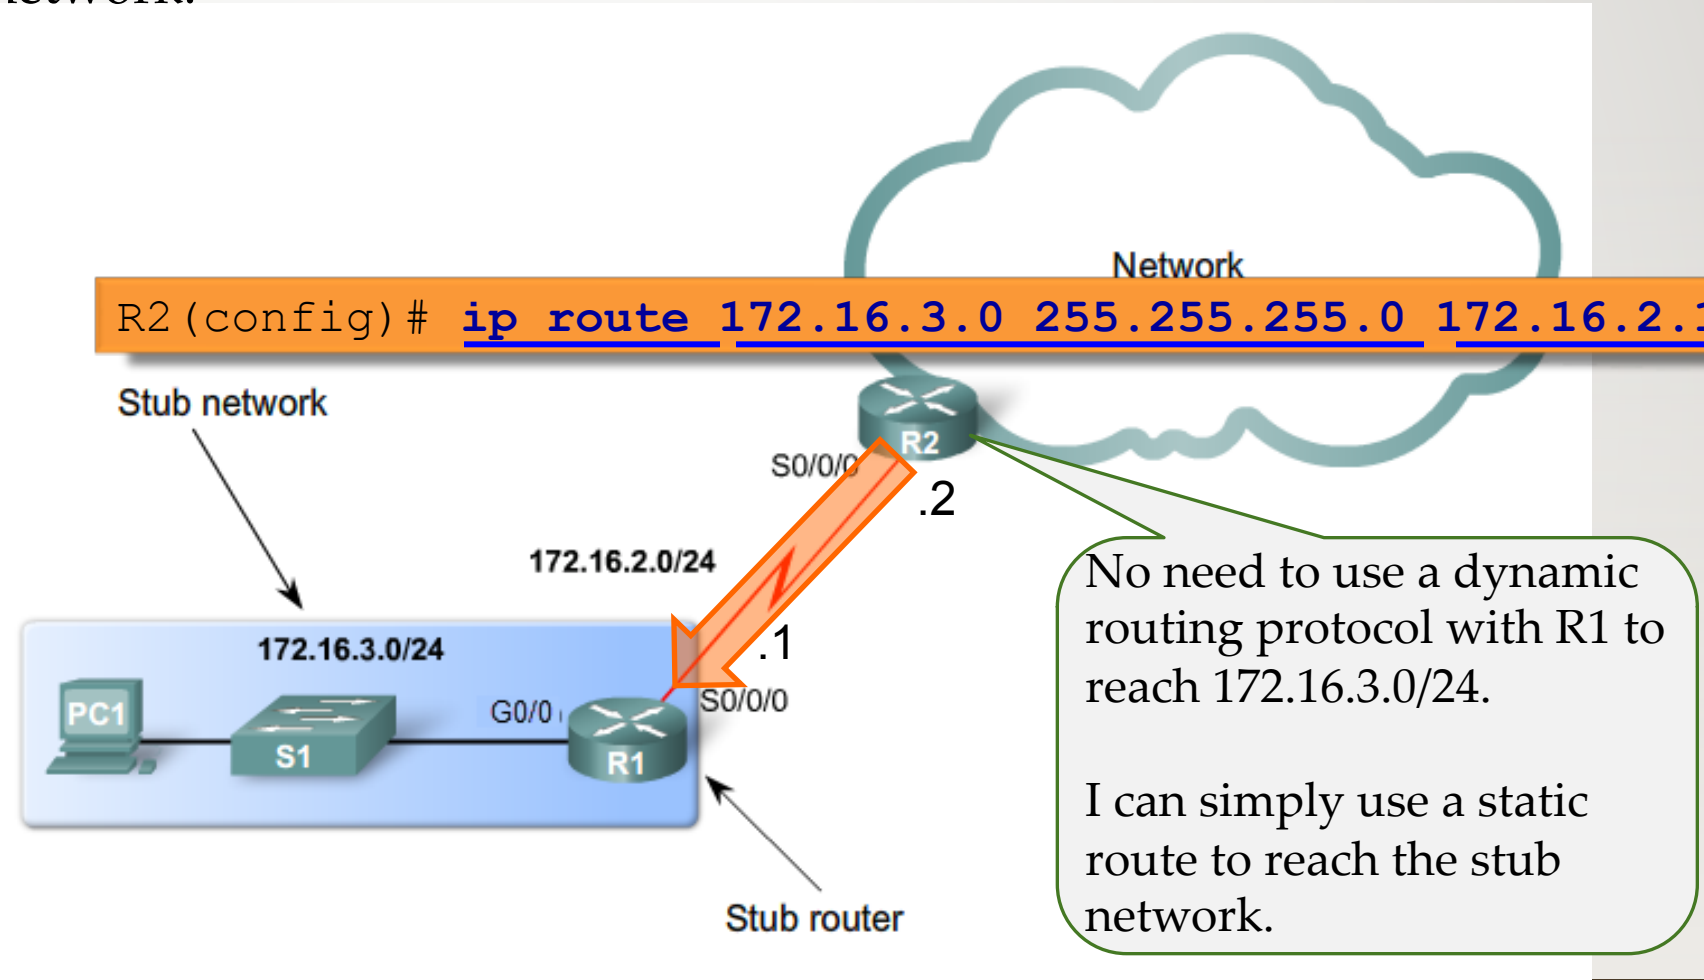 network.
Network
R2(config)# ip route 172.16.3.0 255.255.255.0 172.16.2.1
Stub network
R2
S0/0/0
.2
172.16.2.0/24
No need to use a dynamic
routing protocol with R1 to
reach 172.16.3.0/24.
I can simply use a static
route to reach the stub
network.
.1
172.16.3.0/24
S0/0/0
PC1
G0/0
S1
R1
Stub router